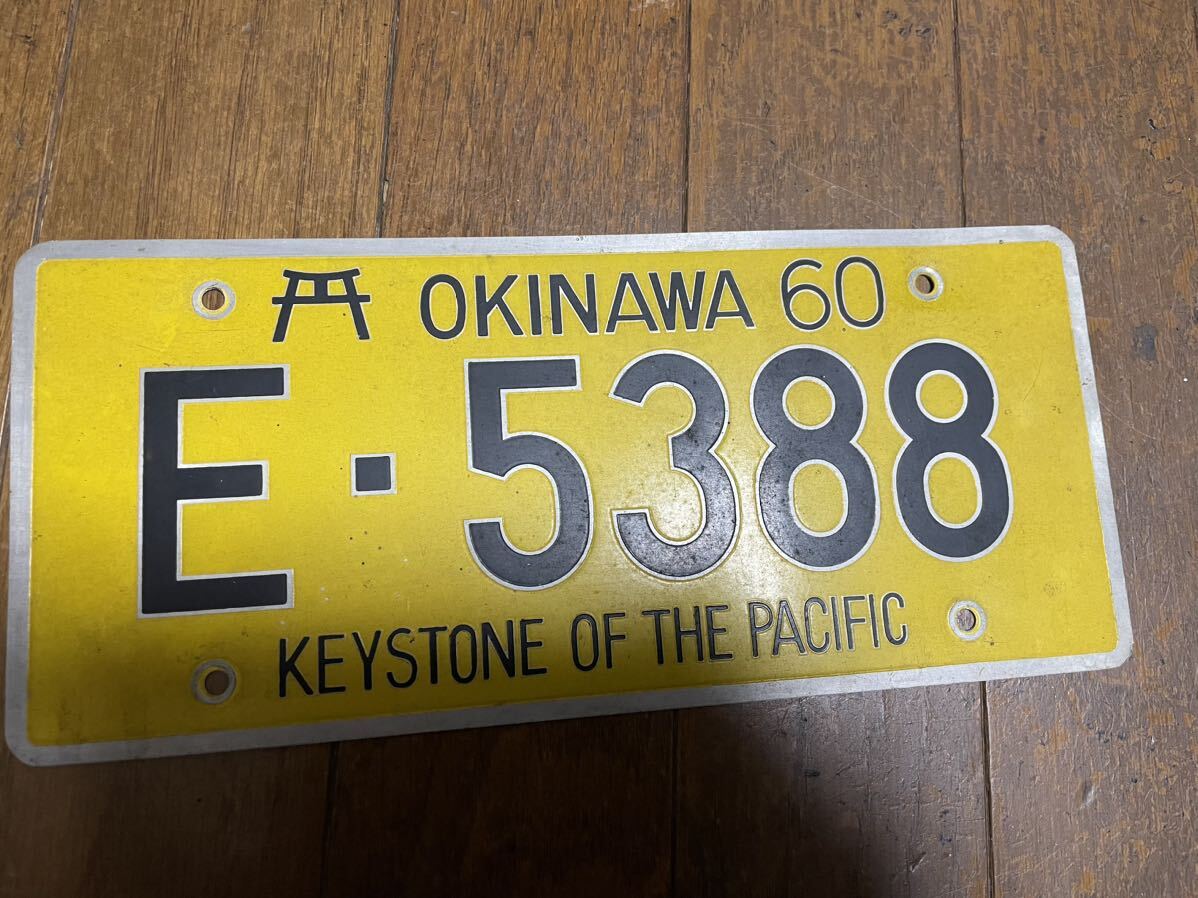 OKINAWA 60
E·5388
KEYSTONE OF THE PACIFIC